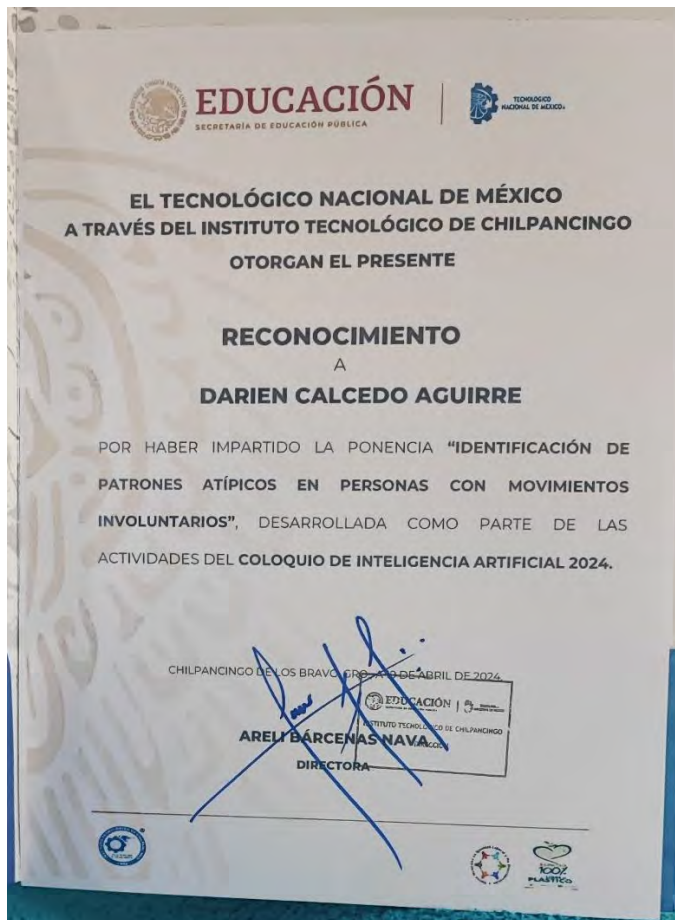 EDUCACIÓN
SECRETARÍA DE EDUCACIÓN PÚBLICA
TECNOLÓGICO
NACIONAL DE MÉXICO
EL TECNOLÓGICO NACIONAL DE MÉXICO
A TRAVÉS DEL INSTITUTO TECNOLÓGICO DE CHILPANCINGO
OTORGAN EL PRESENTE
RECONOCIMIENTO
A
DARIEN CALCEDO AGUIRRE
POR HABER IMPARTIDO LA PONENCIA “IDENTIFICACIÓN DE
PATRONES ATÍPICOS EN PERSONAS CON MOVIMIENTOS
INVOLUNTARIOS”, DESARROLLADA COMO PARTE DE LAS
ACTIVIDADES DEL COLOQUIO DE INTELIGENCIA ARTIFICIAL 2024.
CHILPANCINGO DE LOS BRAVO, GRO., A DE ABRIL DE 2024.
EDUCACIÓN
INSTITUTO TECNOLÓGICO DE CHILPANCINGO
DIRECCIÓN
ARELI BÁRCENAS NAVA
DIRECTORA
100%
PLÁSTICO